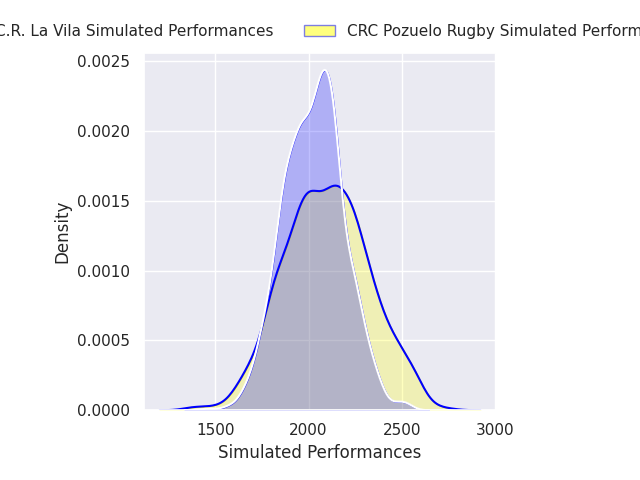 C.R. La Vila Simulated Performances
CRC Pozuelo Rugby Simulated Perform
0.0025
0.0020
0.0015
0.0010
0.0005
0.0000
Density
1500 2000 2500 3000
Simulated Performances